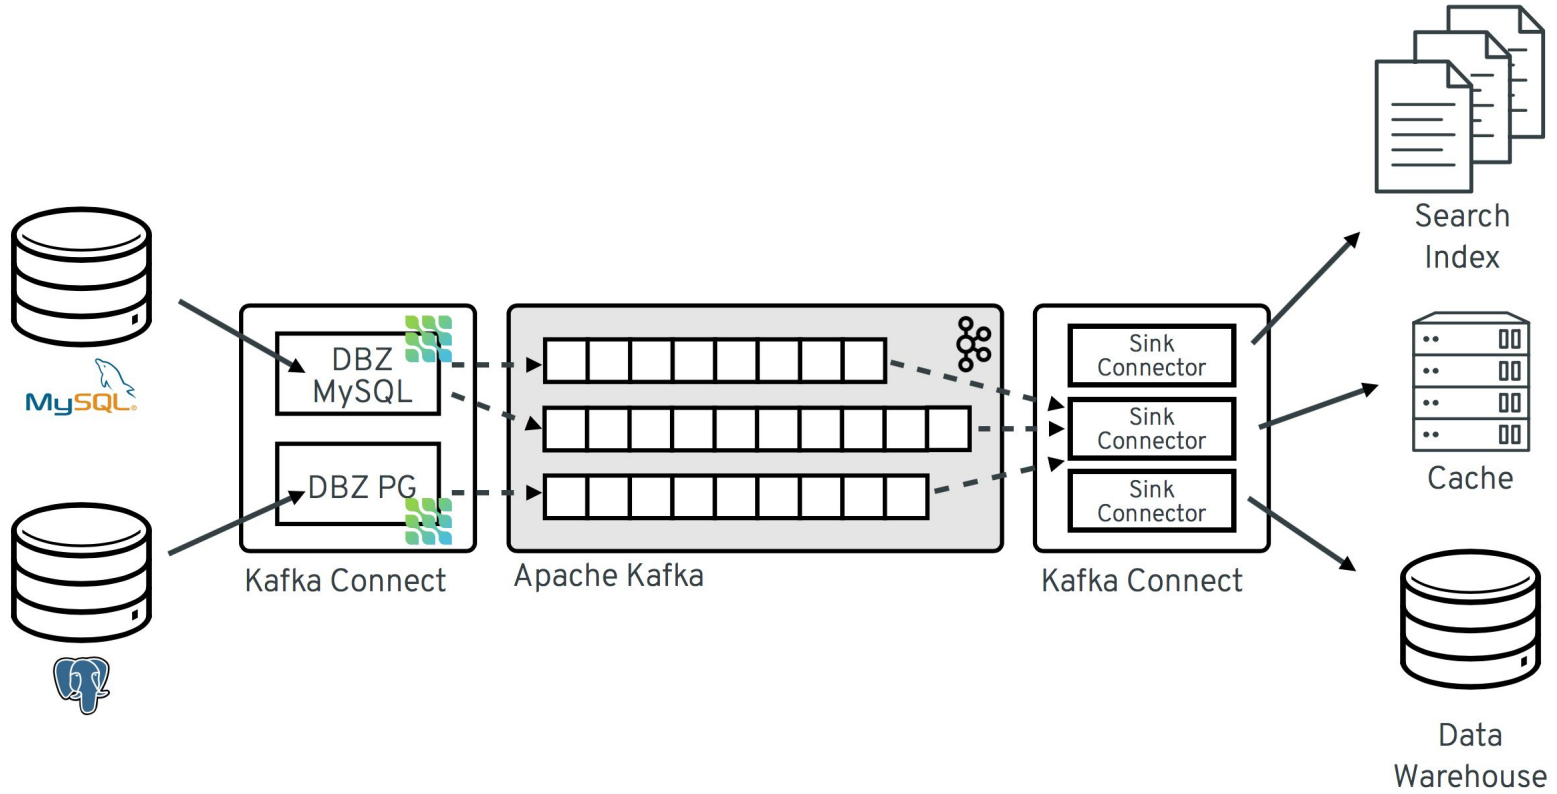 MySQL®
DBZ
MySQL
DBZ PG
Kafka Connect
Apache Kafka
Sink
Connector
Sink
Connector
Sink
Connector
Kafka Connect
Search
Index
Cache
Data
Warehouse